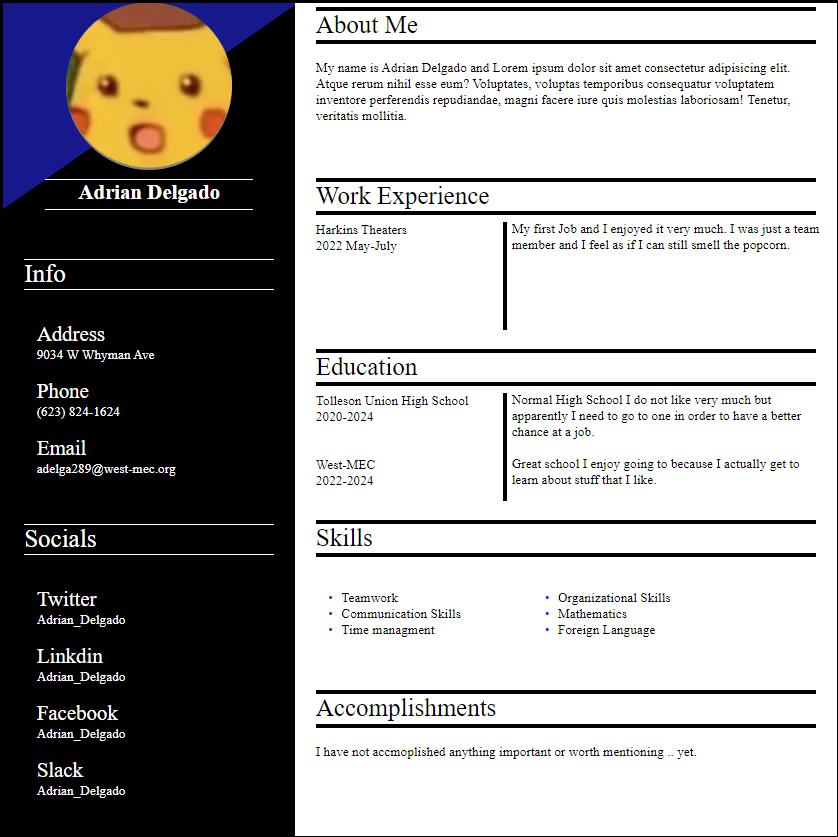 Adrian Delgado
Info
Address
9034 W Whyman Ave
Phone
(623) 824-1624
Email
adelga289@west-mec.org
Socials
Twitter
Adrian_Delgado
Linkdin
Adrian_Delgado
Facebook
Adrian_Delgado
Slack
Adrian_Delgado
About Me
My name is Adrian Delgado and Lorem ipsum dolor sit amet consectetur adipisicing elit.
Atque rerum nihil esse eum? Voluptates, voluptas temporibus consequatur voluptatem
inventore perferendis repudiandae, magni facere iure quis molestias laboriosam! Tenetur,
veritatis mollitia.
Work Experience
Harkins Theaters
2022 May-July
My first Job and I enjoyed it very much. I was just a team
member and I feel as if I can still smell the popcorn.
Education
Tolleson Union High School
2020-2024
Normal High School I do not like very much but
apparently I need to go to one in order to have a better
chance at a job.
West-MEC
2022-2024
Great school I enjoy going to because I actually get to
learn about stuff that I like.
Skills
• Teamwork
• Communication Skills
• Time managment
• Organizational Skills
• Mathematics
• Foreign Language
Accomplishments
I have not accmoplished anything important or worth mentioning .. yet.